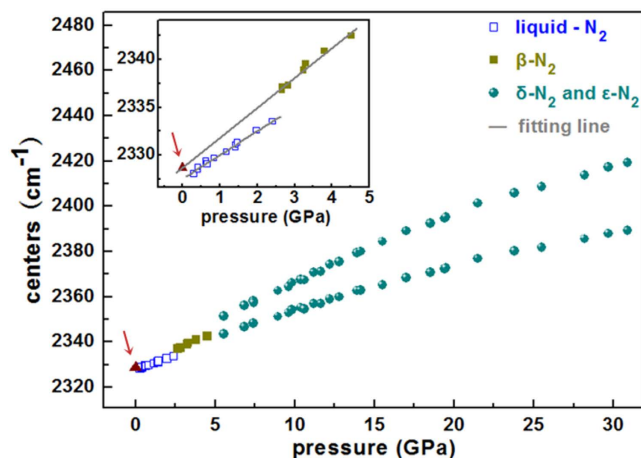 2480
2460
2440
2420
2400
2380
2360
2340
2320
centers (cm⁻¹)
0 5 10 15 20 25 30
pressure (GPa)
2342
2335
2330
0 1 2 3 4 5
pressure (GPa)
liquid - N₂
β-N₂
δ-N₂ and ε-N₂
fitting line